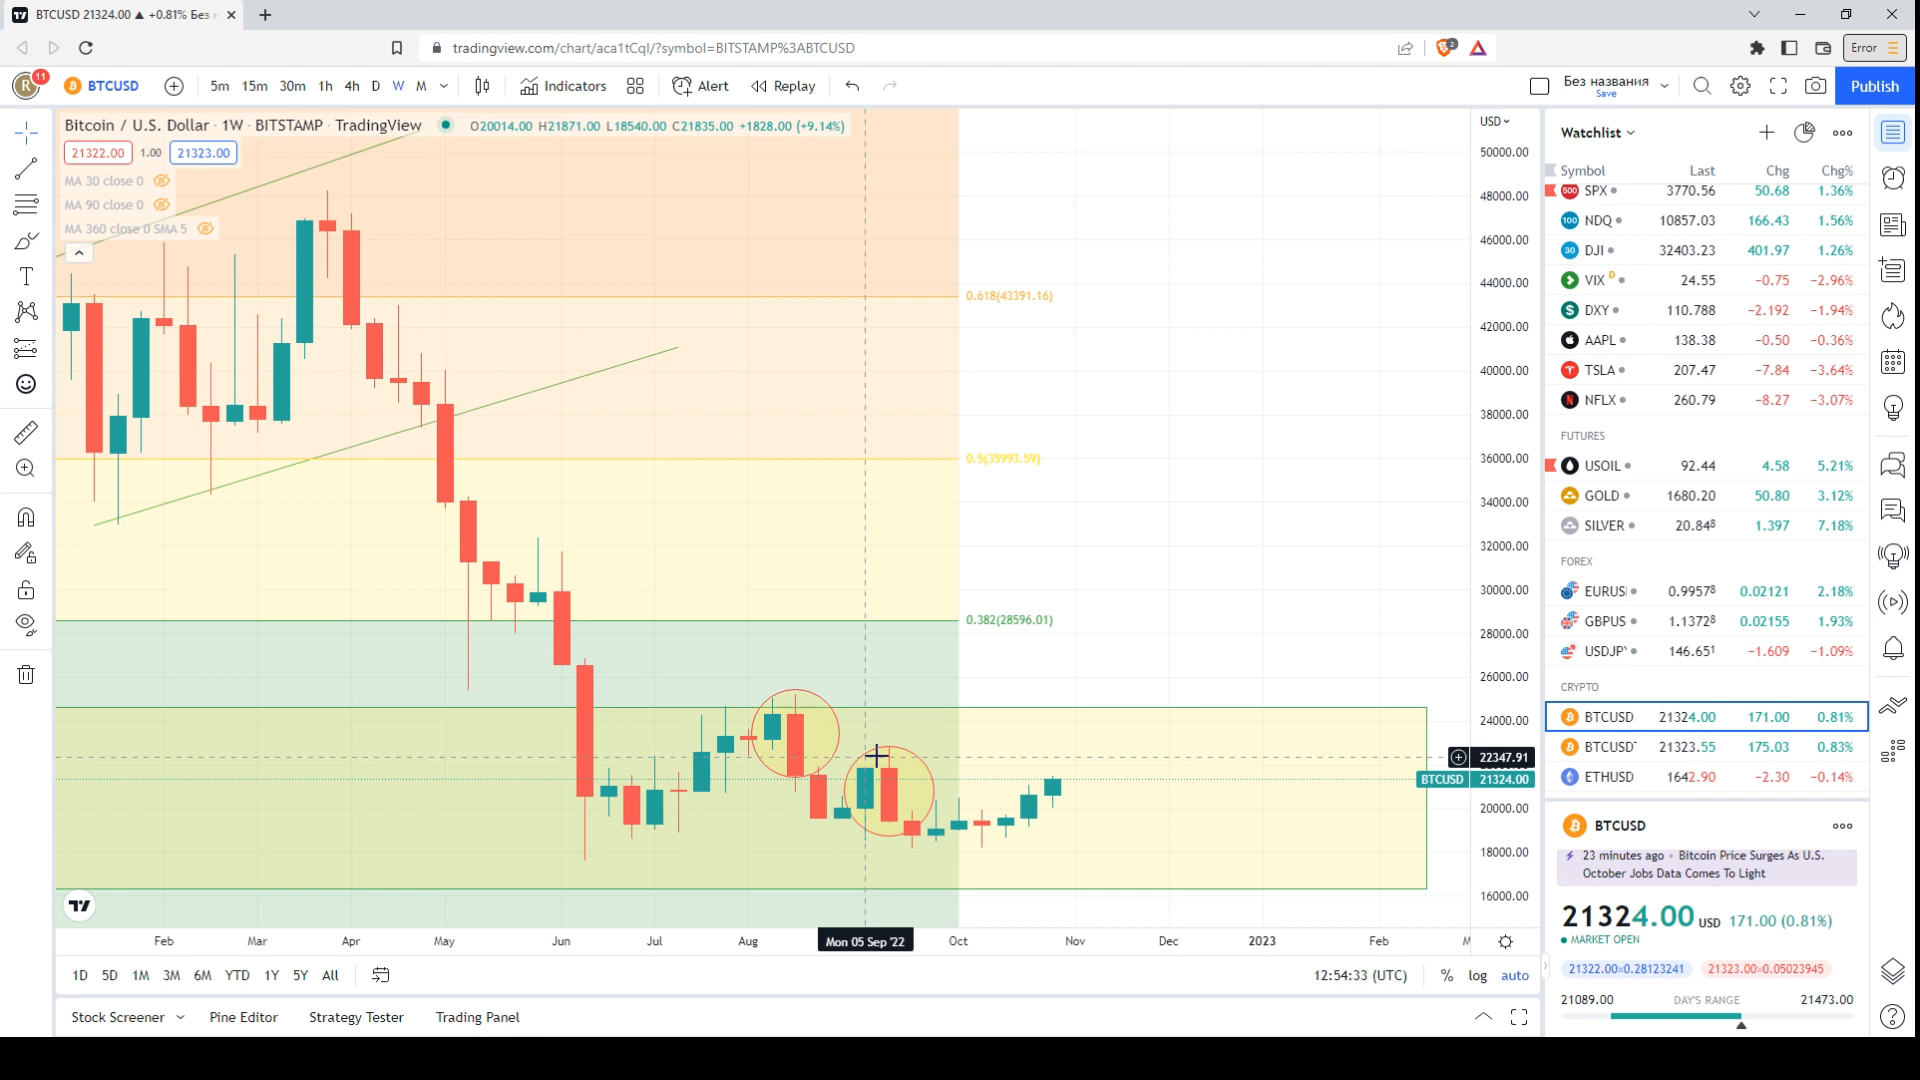 BTCUSD 21324.00 ▲ +0.81% Без
tradingview.com/chart/aca1tCql/?symbol=BITSTAMP%3ABTCUSD
2
Error
R 11 BTCUSD 5m 15m 30m 1h 4h D W M Indicators Alert Replay Без названия Save Publish
Bitcoin / U.S. Dollar · 1W · BITSTAMP · TradingView O20014.00 H21871.00 L18540.00 C21835.00 +1828.00 (+9.14%)
21322.00 1.00 21323.00
MA 30 close 0
MA 90 close 0
MA 360 close 0 SMA 5
USD
50000.00
48000.00
46000.00
44000.00
42000.00
40000.00
38000.00
36000.00
34000.00
32000.00
30000.00
28000.00
26000.00
24000.00
22347.91
BTCUSD 21324.00
20000.00
18000.00
16000.00
0.618(43391.16)
0.5(35993.59)
0.382(28596.01)
Feb Mar Apr May Jun Jul Aug Mon 05 Sep '22 Oct Nov Dec 2023 Feb
1D 5D 1M 3M 6M YTD 1Y 5Y All 12:54:33 (UTC) % log auto
Stock Screener Pine Editor Strategy Tester Trading Panel
Watchlist
Symbol Last Chg Chg%
500 SPX 3770.56 50.68 1.36%
100 NDQ 10857.03 166.43 1.56%
30 DJI 32403.23 401.97 1.26%
VIX D 24.55 −0.75 −2.96%
DXY 110.788 −2.192 −1.94%
AAPL 138.38 −0.50 −0.36%
TSLA 207.47 −7.84 −3.64%
NFLX 260.79 −8.27 −3.07%
FUTURES
USOIL 92.44 4.58 5.21%
GOLD 1680.20 50.80 3.12%
SILVER 20.848 1.397 7.18%
FOREX
EURUS 0.99578 0.02121 2.18%
GBPUS 1.13728 0.02155 1.93%
USDJP 146.651 −1.609 −1.09%
CRYPTO
BTCUSD 21324.00 171.00 0.81%
BTCUSD 21323.55 175.03 0.83%
ETHUSD 1642.90 −2.30 −0.14%
BTCUSD
23 minutes ago · Bitcoin Price Surges As U.S.
October Jobs Data Comes To Light
21324.00 USD 171.00 (0.81%)
MARKET OPEN
21322.00×0.28123241 21323.00×0.05023945
21089.00 DAY'S RANGE 21473.00